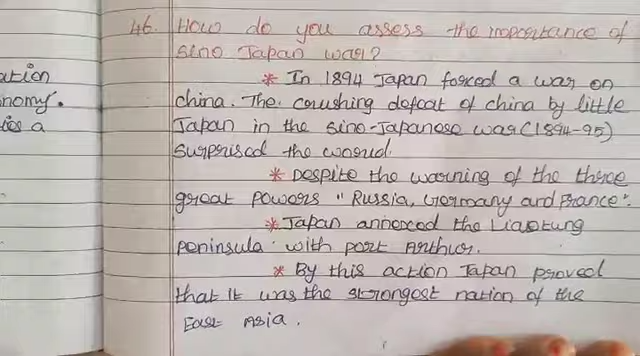 46. How do you assess the importance of
sino Japan war?
* In 1894 Japan forced a war on
china. The crushing defeat of china by little
Japan in the sino-Japanese war (1894-95)
surprised the world.
* Despite the warning of the three
great powers "Russia, Germany and France".
* Japan annexed the Liaotung
peninsula with port Arthur.
* By this action Japan proved
that it was the strongest nation of the
East Asia.
ation
nomy.